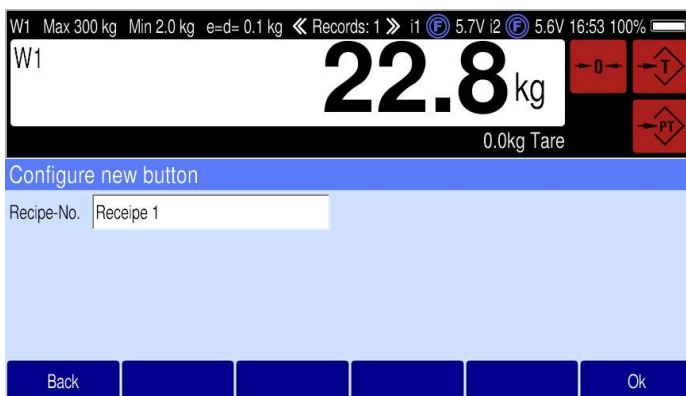 W1 Max 300 kg Min 2.0 kg e=d= 0.1 kg ≪ Records: 1 ≫ i1 F 5.7V i2 F 5.6V 16:53 100%
W1
22.8 kg
→0←
→T
0.0kg Tare
→PT
Configure new button
Recipe-No. Receipe 1
Back Ok